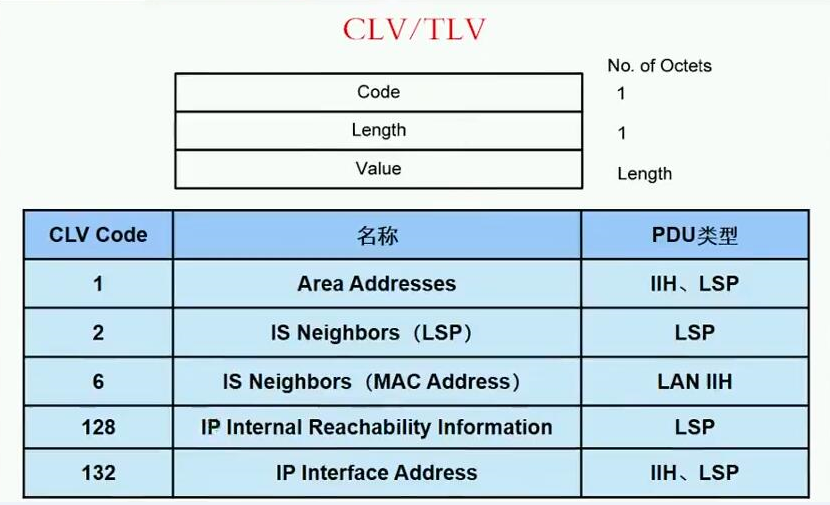 CLV/TLV
No. of Octets
Code 1
Length 1
Value Length
CLV Code 名称 PDU类型
1 Area Addresses IIH、LSP
2 IS Neighbors（LSP） LSP
6 IS Neighbors（MAC Address） LAN IIH
128 IP Internal Reachability Information LSP
132 IP Interface Address IIH、LSP